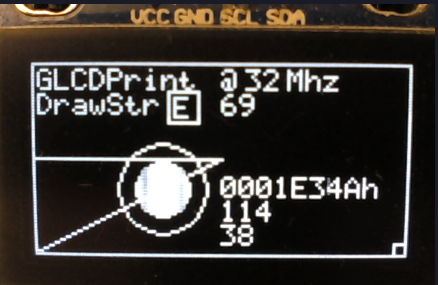 VCC GND SCL SDA
GLCDPrint @32Mhz
DrawStr E 69
0001E34Ah
114
38